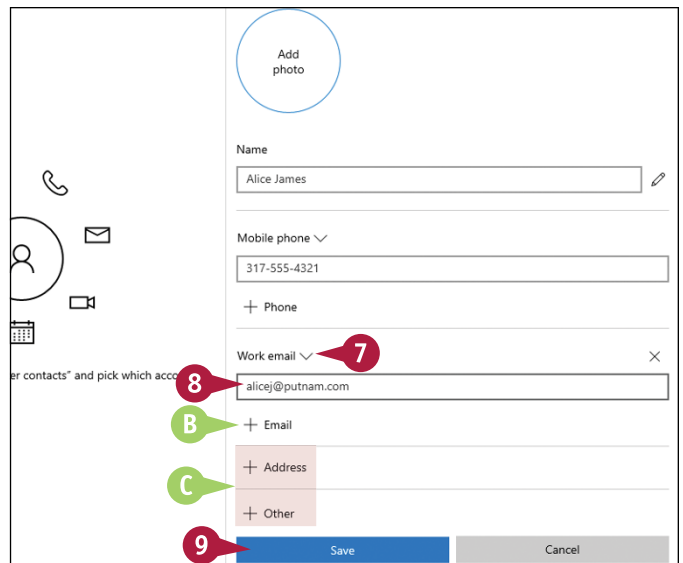 Add
photo
Name
Alice James
Mobile phone
317-555-4321
+ Phone
Work email
7
er contacts" and pick which acco
8
alicej@putnam.com
B
+ Email
+ Address
C
+ Other
9
Save
Cancel